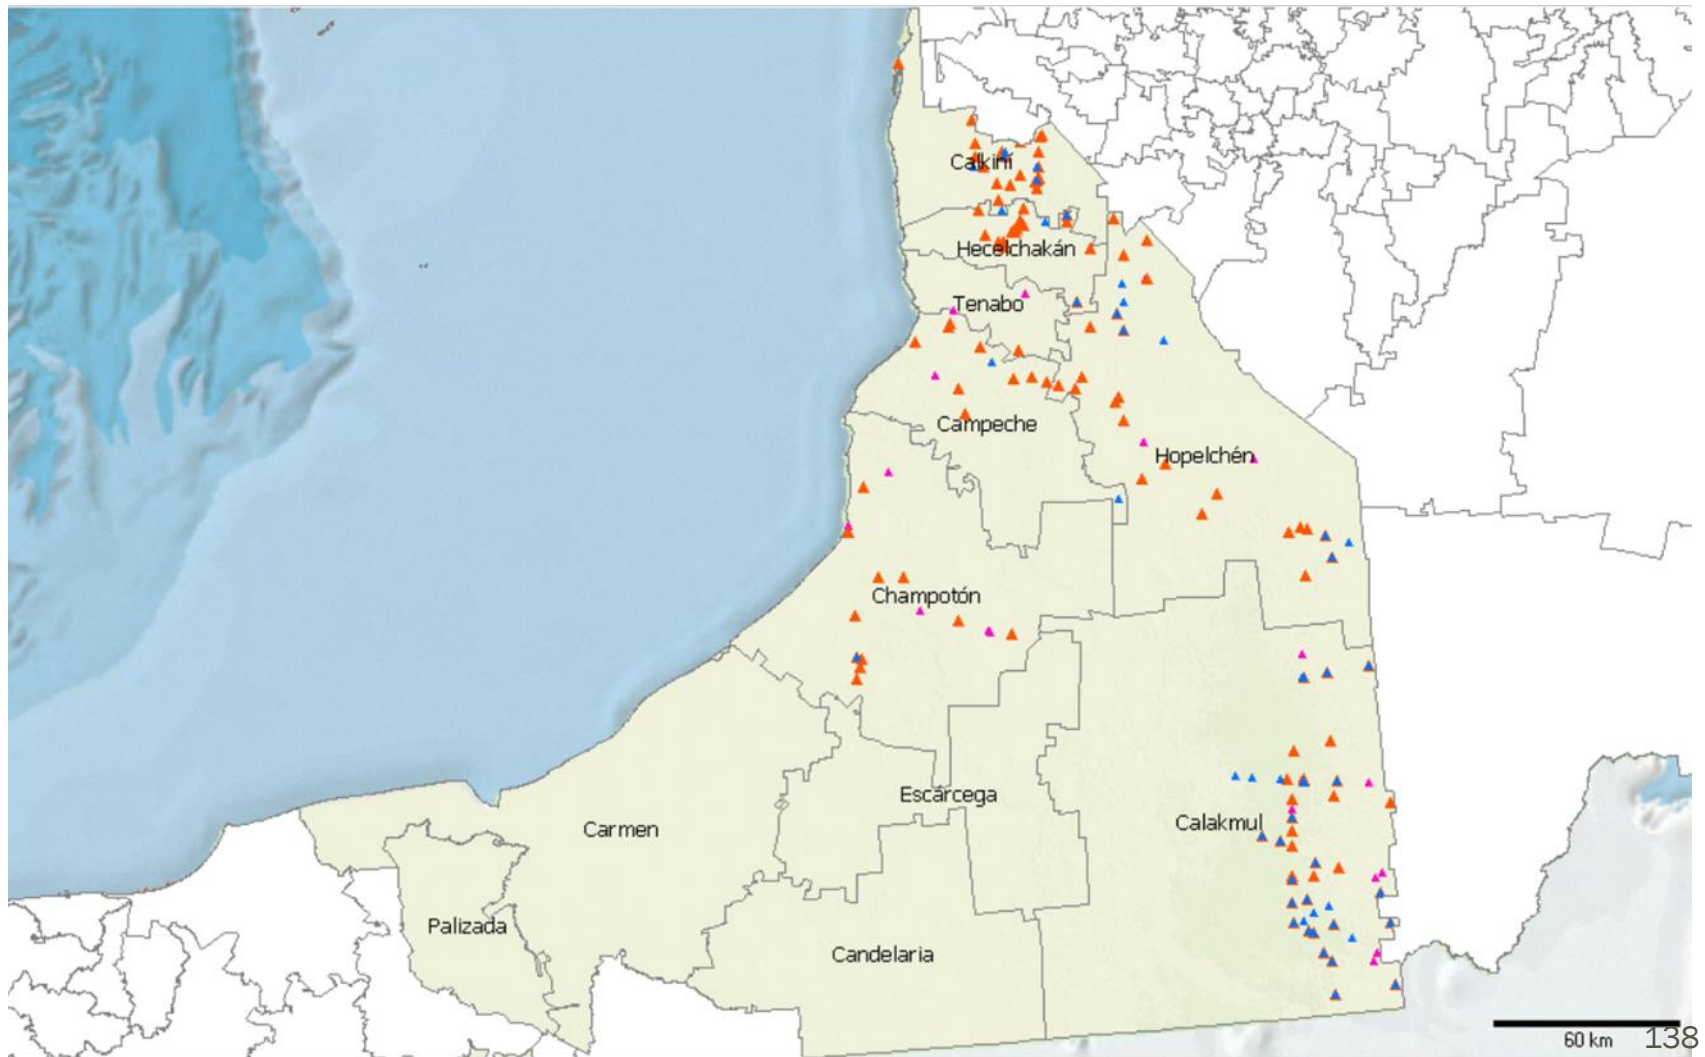 Calkiní
Hecelchakán
Tenabo
Campeche
Hopelchén
Champotón
Escárcega
Calakmul
Carmen
Palizada
Candelaria
60 km
138